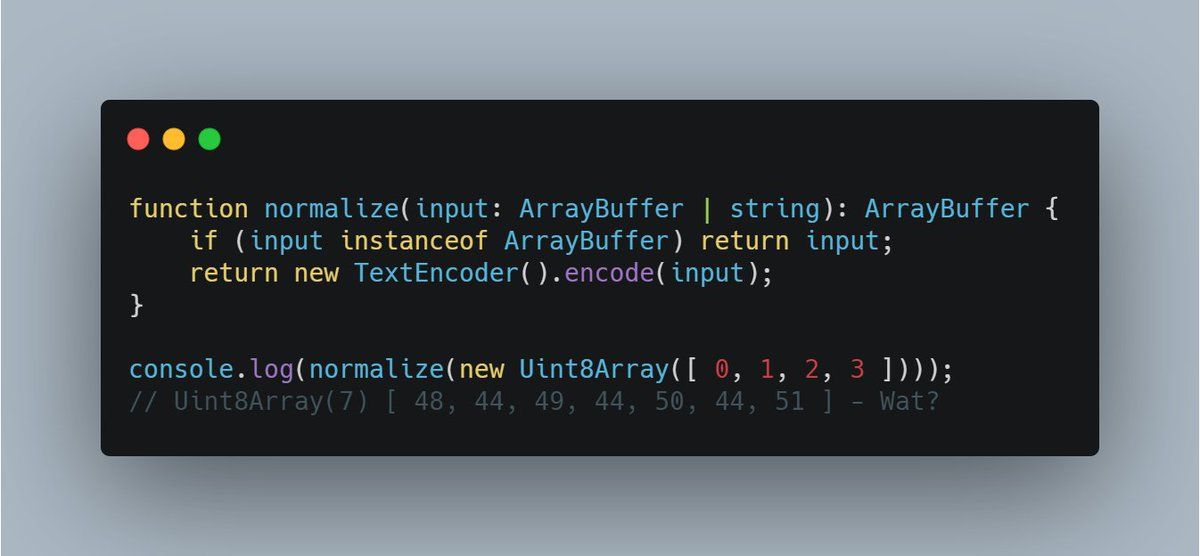 function normalize(input: ArrayBuffer | string): ArrayBuffer {
    if (input instanceof ArrayBuffer) return input;
    return new TextEncoder().encode(input);
}
console.log(normalize(new Uint8Array([ 0, 1, 2, 3 ])));
// Uint8Array(7) [ 48, 44, 49, 44, 50, 44, 51 ] - Wat?